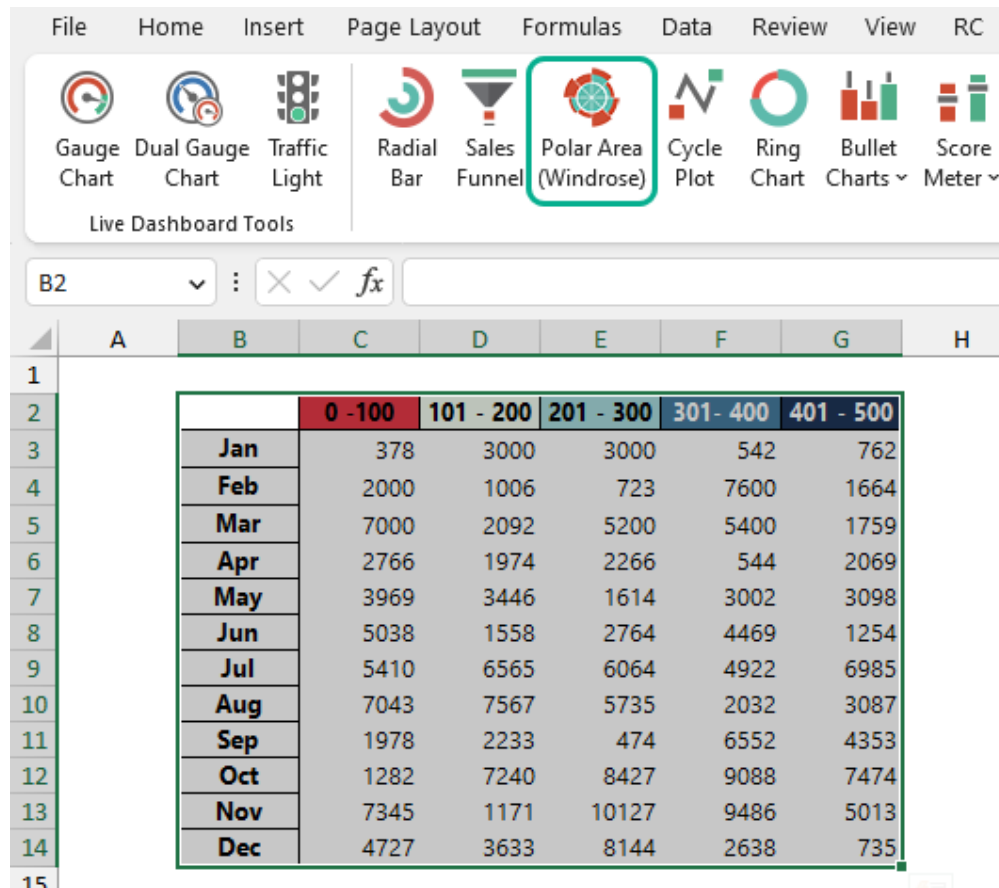 File Home Insert Page Layout Formulas Data Review View RC
Gauge Dual Gauge Traffic Radial Sales Polar Area Cycle Ring Bullet Score
Chart Chart Light Bar Funnel (Windrose) Plot Chart Charts Meter
Live Dashboard Tools
B2 fx
A B C D E F G H
1
2 0 -100 101 - 200 201 - 300 301- 400 401 - 500
3 Jan 378 3000 3000 542 762
4 Feb 2000 1006 723 7600 1664
5 Mar 7000 2092 5200 5400 1759
6 Apr 2766 1974 2266 544 2069
7 May 3969 3446 1614 3002 3098
8 Jun 5038 1558 2764 4469 1254
9 Jul 5410 6565 6064 4922 6985
10 Aug 7043 7567 5735 2032 3087
11 Sep 1978 2233 474 6552 4353
12 Oct 1282 7240 8427 9088 7474
13 Nov 7345 1171 10127 9486 5013
14 Dec 4727 3633 8144 2638 735
15